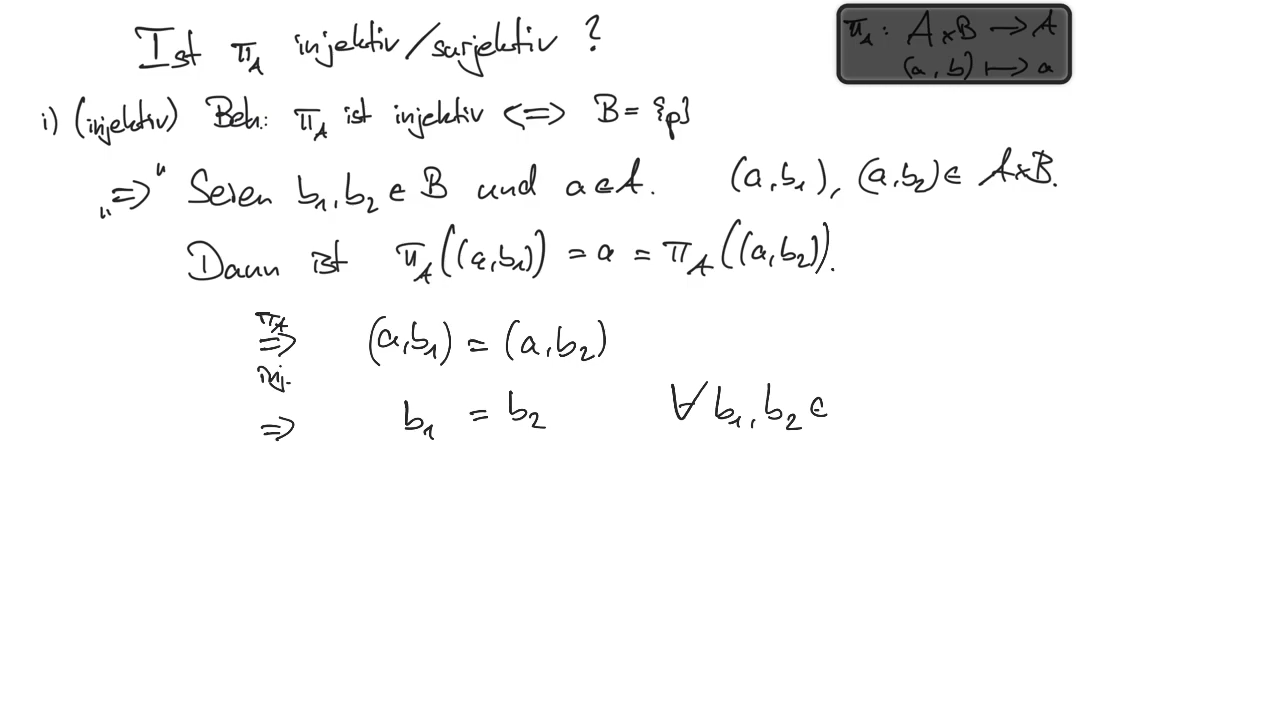 Ist π_A injektiv/surjektiv ?
π_A : A×B → A
(a,b) ↦ a
i) (injektiv) Beh.: π_A ist injektiv <=> B = {p}
„=>" Seien b₁,b₂ ∈ B und a∈A. (a,b₁), (a,b₂) ∈ A×B.
Dann ist π_A((a,b₁)) = a = π_A((a,b₂)).
π_A
=> (a,b₁) = (a,b₂)
inj.
=> b₁ = b₂ ∀ b₁, b₂ ∈